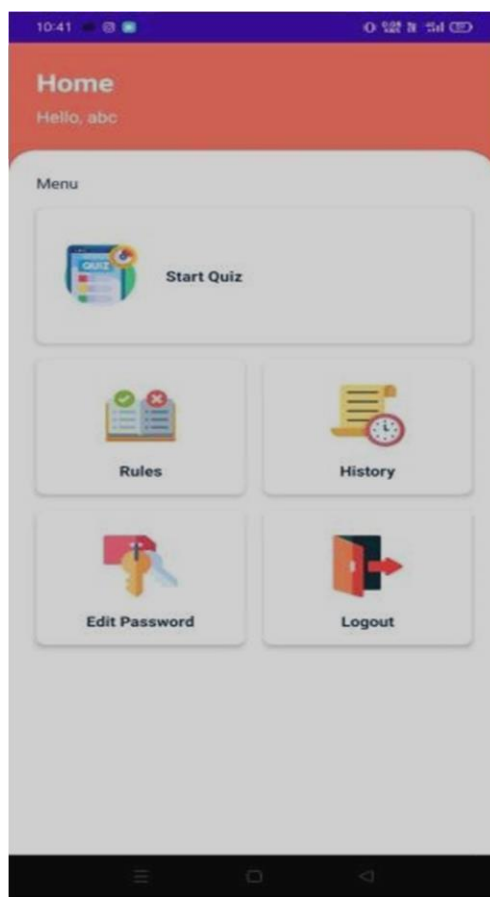 10:41
Home
Hello, abc
Menu
QUIZ
Start Quiz
Rules
History
Edit Password
Logout